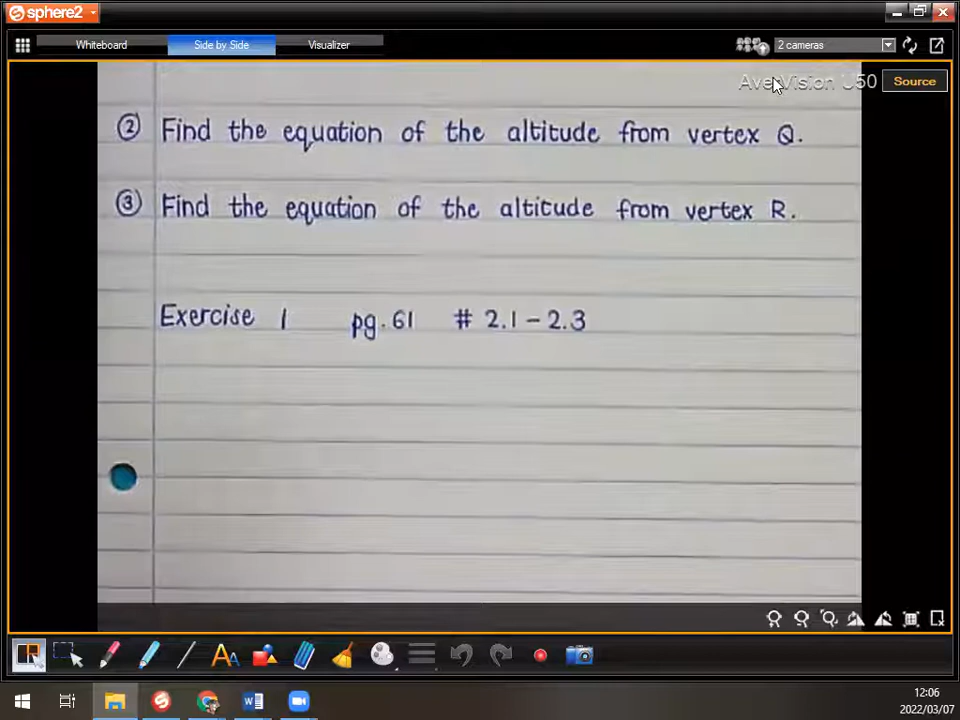 sphere2
Whiteboard Side by Side Visualizer 2 cameras
AverVision U50 Source
② Find the equation of the altitude from vertex Q.
③ Find the equation of the altitude from vertex R.
Exercise 1 pg. 61 # 2.1 – 2.3
12:06
2022/03/07